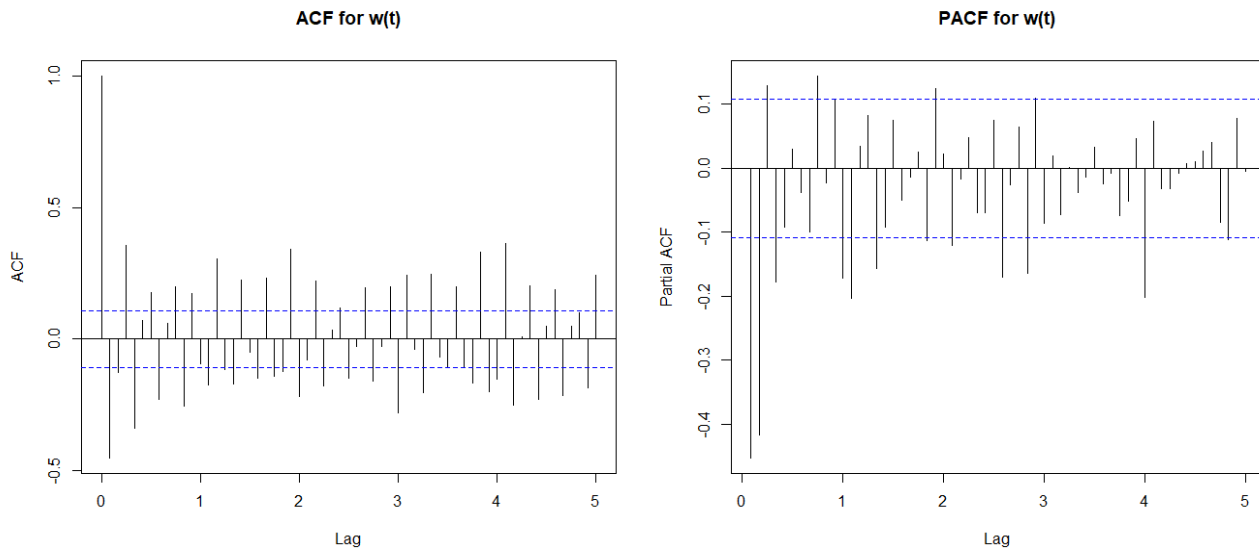 ACF for w(t)
ACF
1.0
0.5
0.0
-0.5
0 1 2 3 4 5
Lag
PACF for w(t)
Partial ACF
0.1
0.0
-0.1
-0.2
-0.3
-0.4
0 1 2 3 4 5
Lag